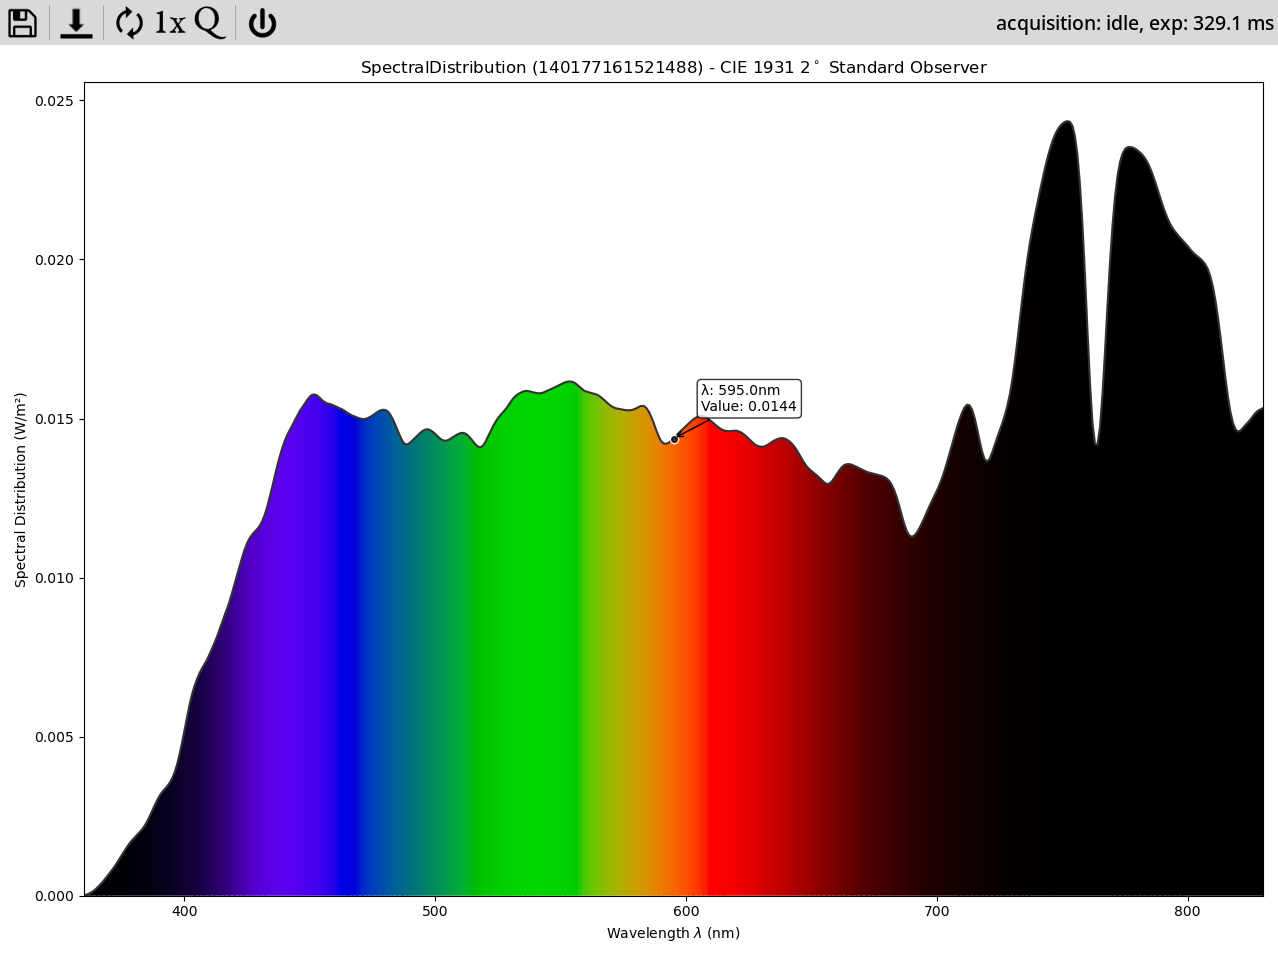 1x Q
acquisition: idle, exp: 329.1 ms
SpectralDistribution (140177161521488) - CIE 1931 2° Standard Observer
Spectral Distribution (W/m²)
0.025
0.020
0.015
0.010
0.005
0.000
λ: 595.0nm
Value: 0.0144
400 500 600 700 800
Wavelength λ (nm)